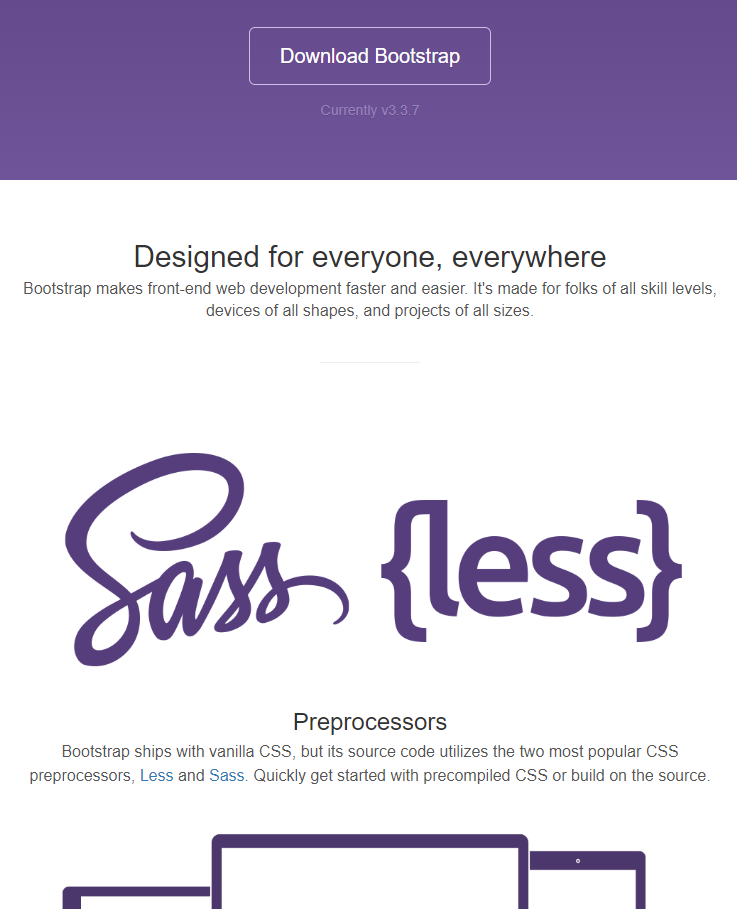 Download Bootstrap
Currently v3.3.7
Designed for everyone, everywhere
Bootstrap makes front-end web development faster and easier. It's made for folks of all skill levels,
devices of all shapes, and projects of all sizes.
Sass {less}
Preprocessors
Bootstrap ships with vanilla CSS, but its source code utilizes the two most popular CSS
preprocessors, Less and Sass. Quickly get started with precompiled CSS or build on the source.